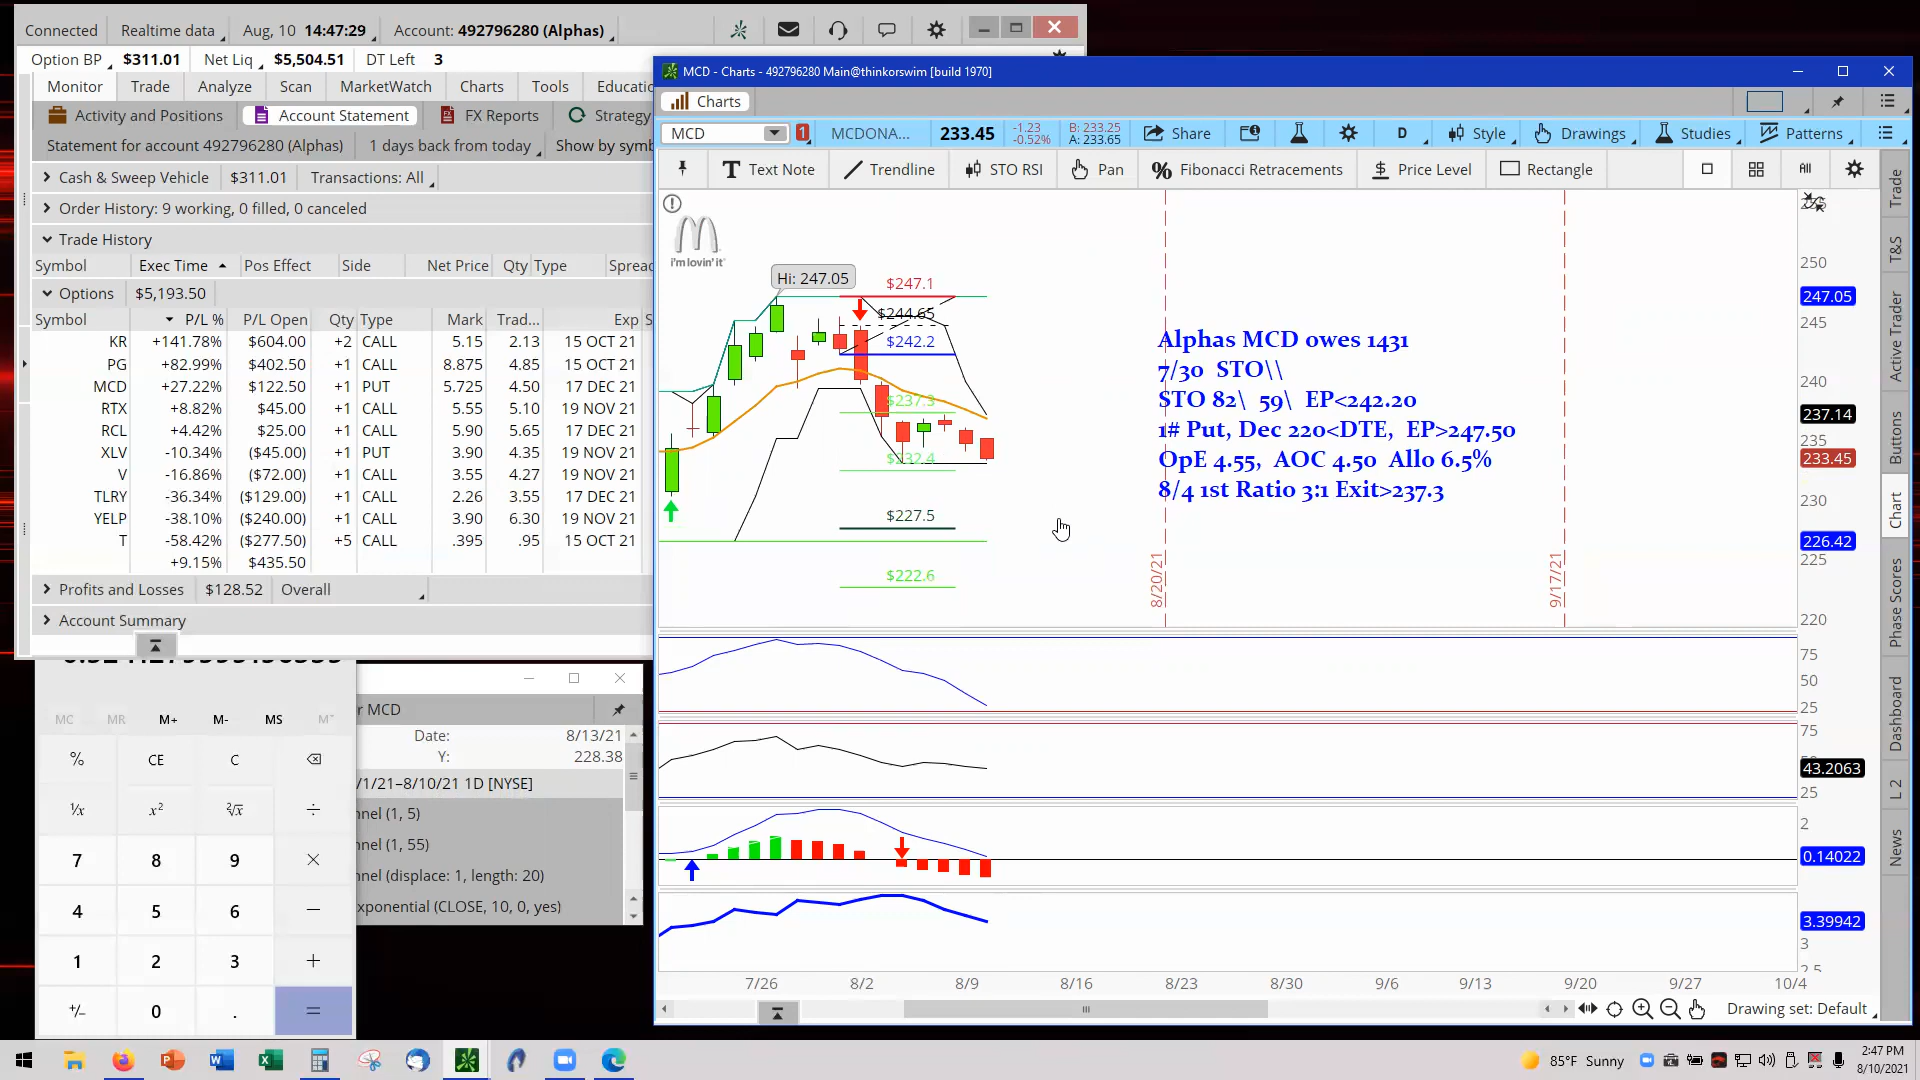 Connected Realtime data Aug, 10 14:47:29 Account: 492796280 (Alphas)
Option BP $311.01 Net Liq $5,504.51 DT Left 3
Monitor Trade Analyze Scan MarketWatch Charts Tools Educatio
Activity and Positions Account Statement FX Reports Strategy
Statement for account 492796280 (Alphas) 1 days back from today Show by symb
Cash & Sweep Vehicle $311.01 Transactions: All
Order History: 9 working, 0 filled, 0 canceled
Trade History
Symbol Exec Time Pos Effect Side Net Price Qty Type Spread
Options $5,193.50
Symbol P/L % P/L Open Qty Type Mark Trad... Exp S
KR +141.78% $604.00 +2 CALL 5.15 2.13 15 OCT 21
PG +82.99% $402.50 +1 CALL 8.875 4.85 15 OCT 21
MCD +27.22% $122.50 +1 PUT 5.725 4.50 17 DEC 21
RTX +8.82% $45.00 +1 CALL 5.55 5.10 19 NOV 21
RCL +4.42% $25.00 +1 CALL 5.90 5.65 17 DEC 21
XLV -10.34% ($45.00) +1 PUT 3.90 4.35 19 NOV 21
V -16.86% ($72.00) +1 CALL 3.55 4.27 19 NOV 21
TLRY -36.34% ($129.00) +1 CALL 2.26 3.55 17 DEC 21
YELP -38.10% ($240.00) +1 CALL 3.90 6.30 19 NOV 21
T -58.42% ($277.50) +5 CALL .395 .95 15 OCT 21
+9.15% $435.50
Profits and Losses $128.52 Overall
Account Summary
MC MR M+ M- MS M˅
% CE C
¹/x x² ²√x ÷
7 8 9 ×
4 5 6 −
1 2 3 +
+/- 0 . =
r MCD
Date: 8/13/21
Y: 228.38
/1/21–8/10/21 1D [NYSE]
nnel (1, 5)
nnel (1, 55)
nnel (displace: 1, length: 20)
xponential (CLOSE, 10, 0, yes)
MCD - Charts - 492796280 Main@thinkorswim [build 1970]
Charts
MCD 1 MCDONA... 233.45 -1.23 -0.52% B: 233.25 A: 233.65 Share D Style Drawings Studies Patterns
Text Note Trendline STO RSI Pan Fibonacci Retracements Price Level Rectangle All
i'm lovin' it
Hi: 247.05
$247.1
$244.65
$242.2
$237.3
$232.4
$227.5
$222.6
Alphas MCD owes 1431
7/30 STO\\
STO 82\ 59\ EP<242.20
1# Put, Dec 220<DTE, EP>247.50
OpE 4.55, AOC 4.50 Allo 6.5%
8/4 1st Ratio 3:1 Exit>237.3
8/20/21
9/17/21
250
247.05
245
240
237.14
235
233.45
230
226.42
225
220
75
50
25
75
43.2063
25
2
0.14022
3.39942
3
2.5
7/26 8/2 8/9 8/16 8/23 8/30 9/6 9/13 9/20 9/27 10/4
Drawing set: Default
Trade
T&S
Active Trader
Buttons
Chart
Phase Scores
Dashboard
L 2
News
85°F Sunny
2:47 PM
8/10/2021